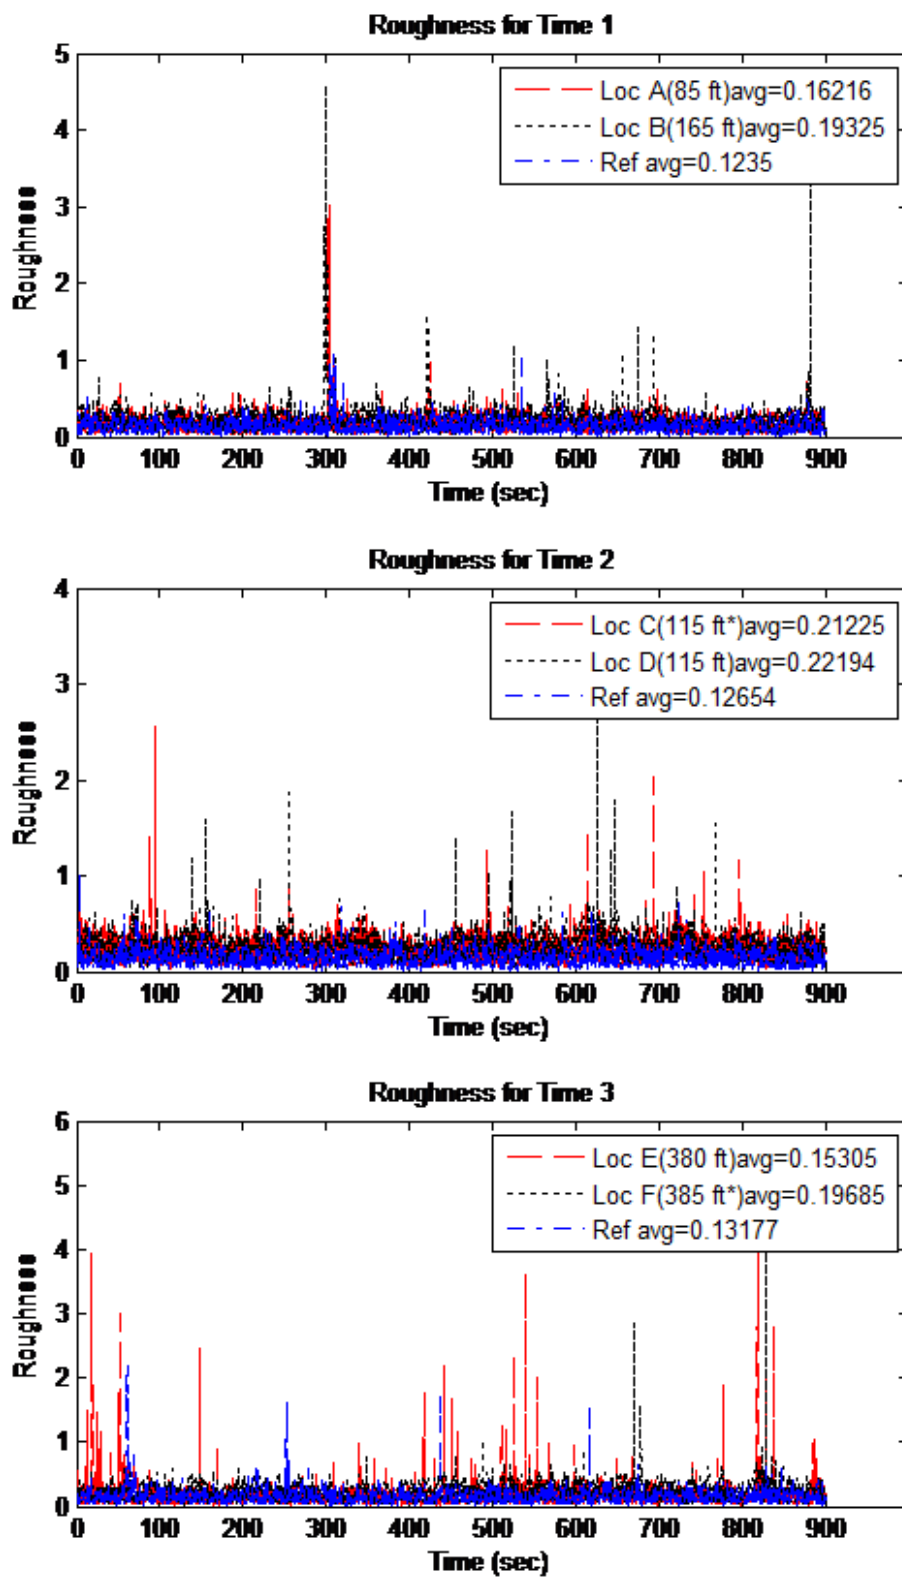 Roughness for Time 1
5
4
3
2
1
0
Roughness
Loc A(85 ft)avg=0.16216
Loc B(165 ft)avg=0.19325
Ref avg=0.1235
0 100 200 300 400 500 600 700 800 900
Time (sec)
Roughness for Time 2
4
3
2
1
0
Roughness
Loc C(115 ft*)avg=0.21225
Loc D(115 ft)avg=0.22194
Ref avg=0.12654
0 100 200 300 400 500 600 700 800 900
Time (sec)
Roughness for Time 3
6
5
4
3
2
1
0
Roughness
Loc E(380 ft)avg=0.15305
Loc F(385 ft*)avg=0.19685
Ref avg=0.13177
0 100 200 300 400 500 600 700 800 900
Time (sec)